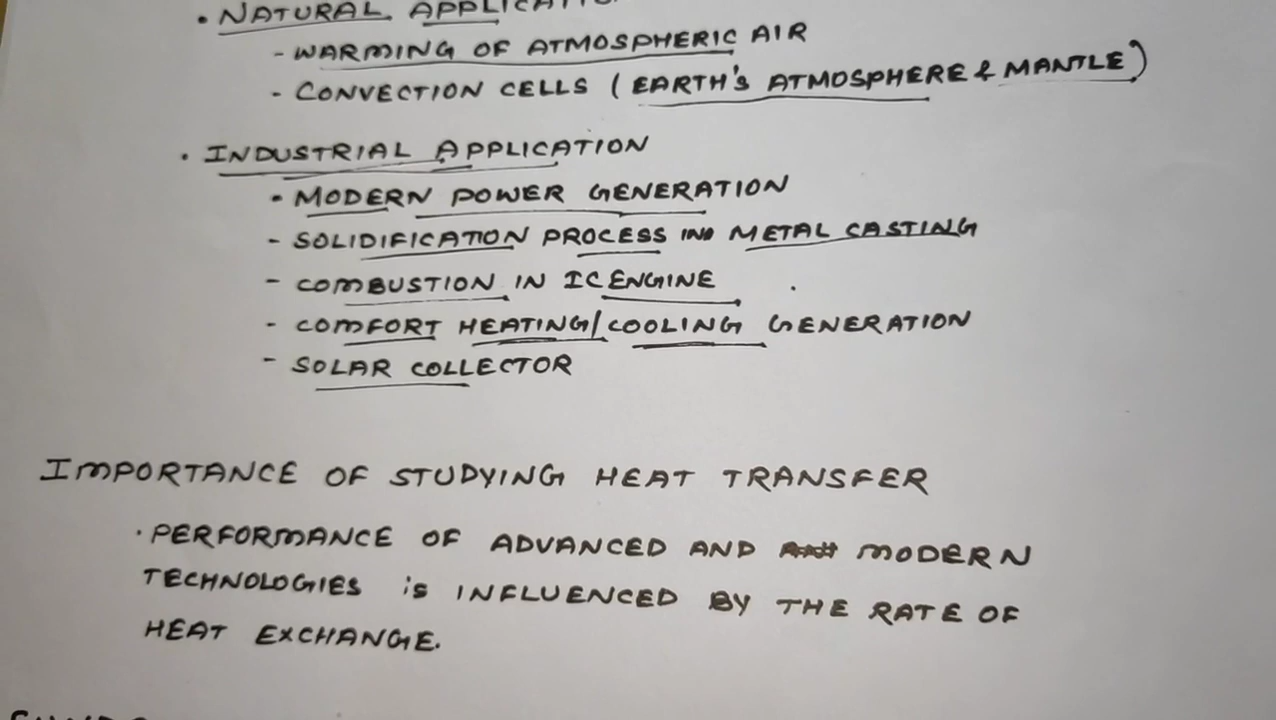 • NATURAL APPLICATIO
- WARMING OF ATMOSPHERIC AIR
- CONVECTION CELLS (EARTH's ATMOSPHERE & MANTLE)
• INDUSTRIAL APPLICATION
- MODERN POWER GENERATION
- SOLIDIFICATION PROCESS IN METAL CASTING
- COMBUSTION IN IC ENGINE
- COMFORT HEATING/COOLING GENERATION
- SOLAR COLLECTOR
IMPORTANCE OF STUDYING HEAT TRANSFER
• PERFORMANCE OF ADVANCED AND MODERN
TECHNOLOGIES is INFLUENCED BY THE RATE OF
HEAT EXCHANGE.